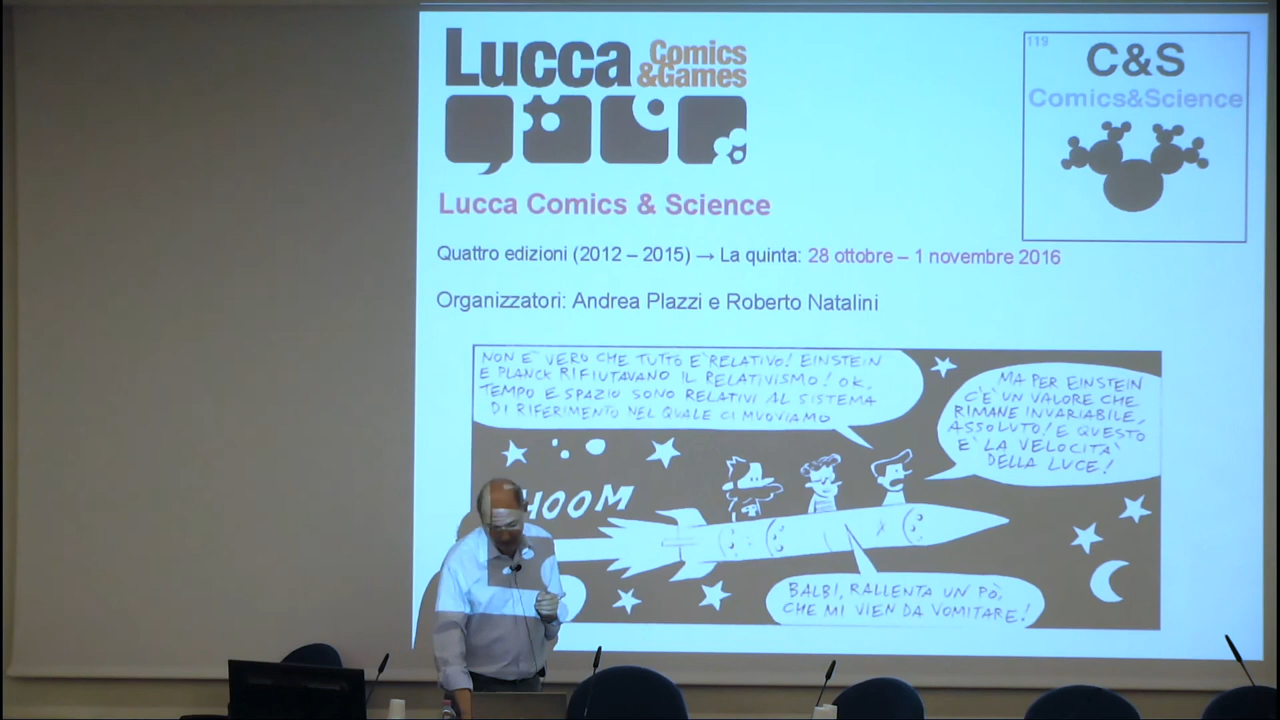 Lucca Comics
&Games
119
C&S
Comics&Science
Lucca Comics & Science
Quattro edizioni (2012 – 2015) → La quinta: 28 ottobre – 1 novembre 2016
Organizzatori: Andrea Plazzi e Roberto Natalini
NON E' VERO CHE TUTTO E' RELATIVO! EINSTEIN
E PLANCK RIFIUTAVANO IL RELATIVISMO! OK,
TEMPO E SPAZIO SONO RELATIVI AL SISTEMA
DI RIFERIMENTO NEL QUALE CI MUOVIAMO
MA PER EINSTEIN
C'E' UN VALORE CHE
RIMANE INVARIABILE,
ASSOLUTO! E QUESTO
E' LA VELOCITA'
DELLA LUCE!
HOOM
BALBI, RALLENTA UN PO',
CHE MI VIEN DA VOMITARE!